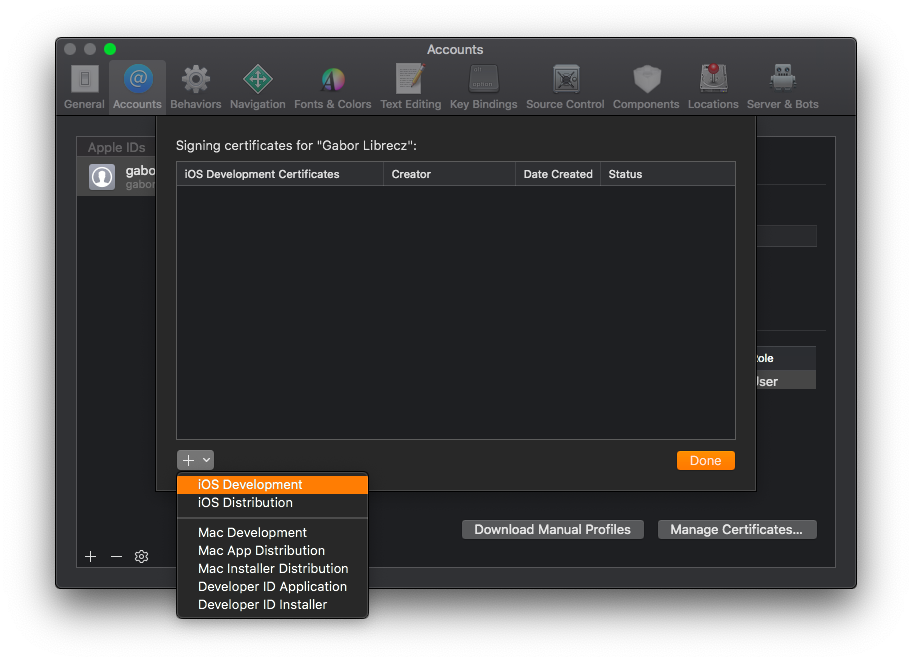 Accounts
General Accounts Behaviors Navigation Fonts & Colors Text Editing Key Bindings Source Control Components Locations Server & Bots
Apple IDs
gabo
gabor
Signing certificates for "Gabor Librecz":
iOS Development Certificates Creator Date Created Status
Role
User
Done
iOS Development
iOS Distribution
Mac Development
Mac App Distribution
Mac Installer Distribution
Developer ID Application
Developer ID Installer
Download Manual Profiles Manage Certificates...